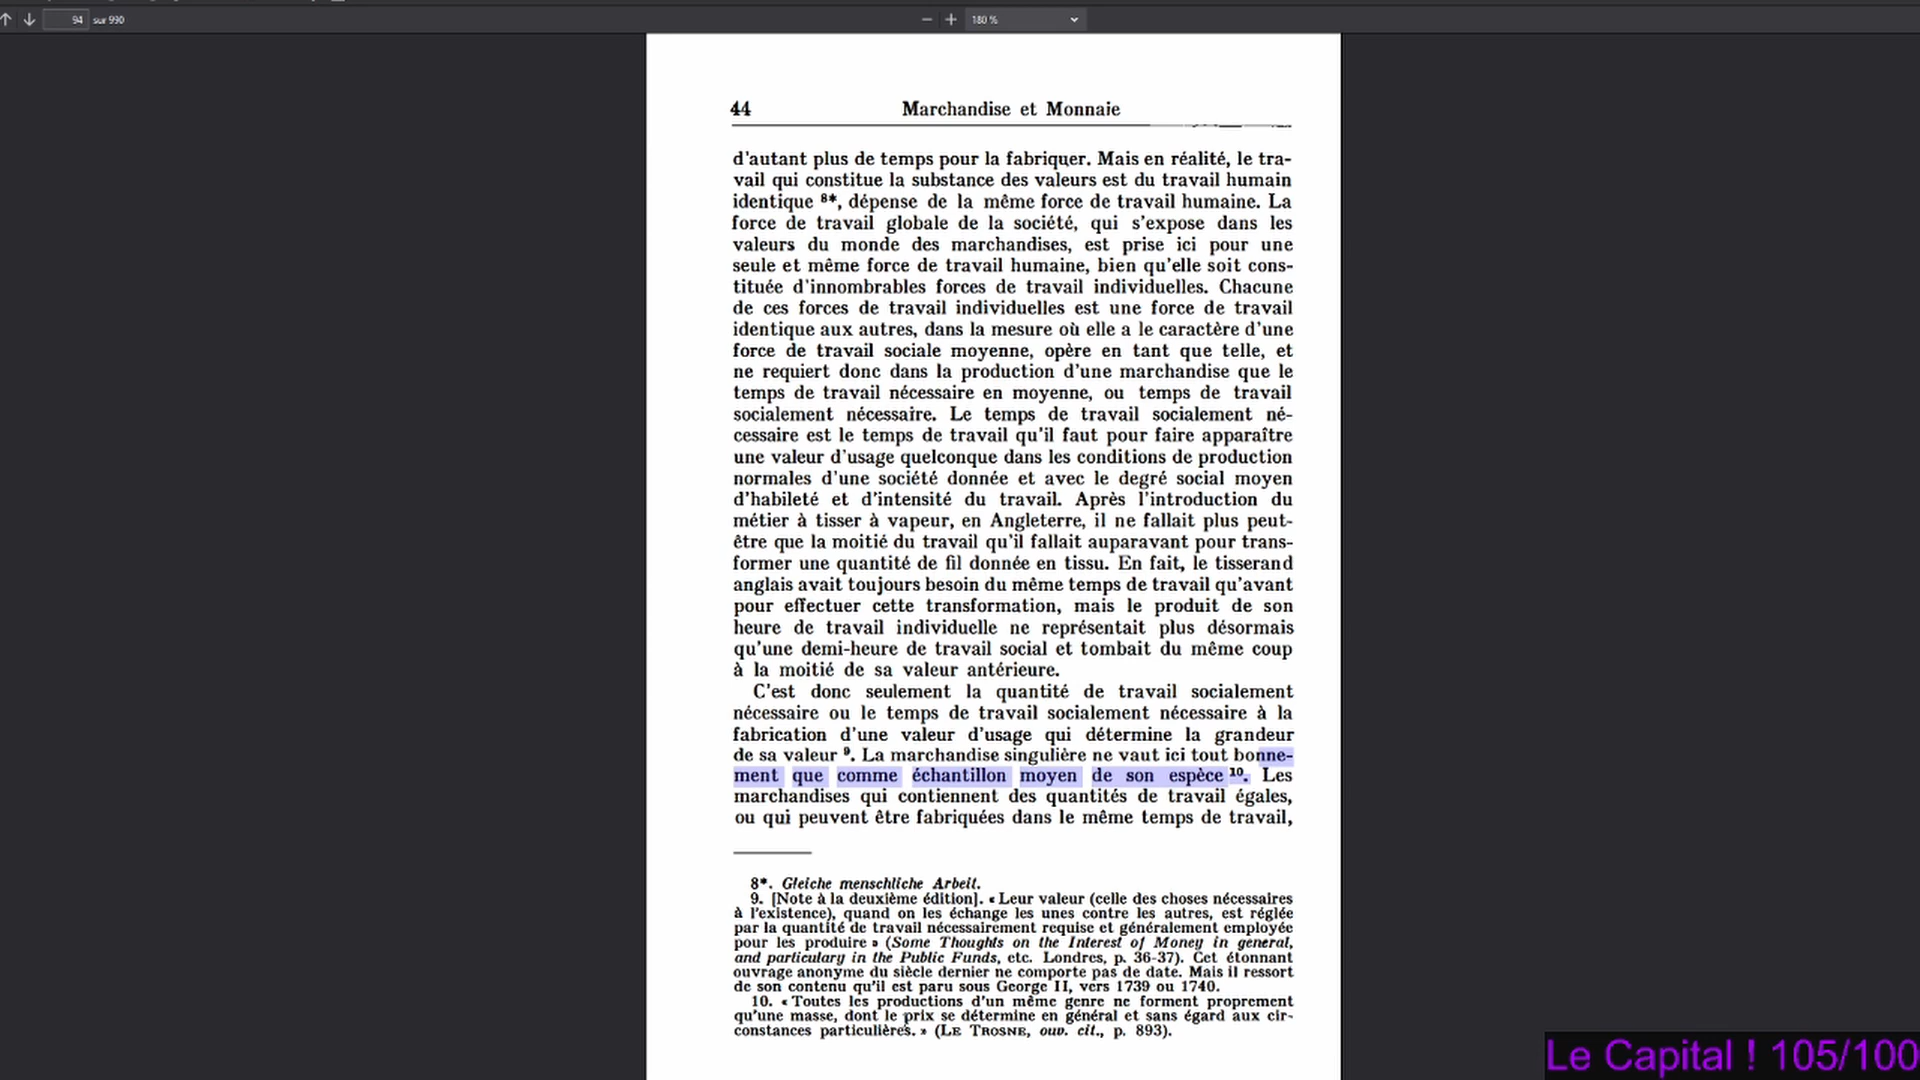 94 sur 990
180 %
44 Marchandise et Monnaie
d'autant plus de temps pour la fabriquer. Mais en réalité, le tra-
vail qui constitue la substance des valeurs est du travail humain
identique 8*, dépense de la même force de travail humaine. La
force de travail globale de la société, qui s'expose dans les
valeurs du monde des marchandises, est prise ici pour une
seule et même force de travail humaine, bien qu'elle soit cons-
tituée d'innombrables forces de travail individuelles. Chacune
de ces forces de travail individuelles est une force de travail
identique aux autres, dans la mesure où elle a le caractère d'une
force de travail sociale moyenne, opère en tant que telle, et
ne requiert donc dans la production d'une marchandise que le
temps de travail nécessaire en moyenne, ou temps de travail
socialement nécessaire. Le temps de travail socialement né-
cessaire est le temps de travail qu'il faut pour faire apparaître
une valeur d'usage quelconque dans les conditions de production
normales d'une société donnée et avec le degré social moyen
d'habileté et d'intensité du travail. Après l'introduction du
métier à tisser à vapeur, en Angleterre, il ne fallait plus peut-
être que la moitié du travail qu'il fallait auparavant pour trans-
former une quantité de fil donnée en tissu. En fait, le tisserand
anglais avait toujours besoin du même temps de travail qu'avant
pour effectuer cette transformation, mais le produit de son
heure de travail individuelle ne représentait plus désormais
qu'une demi-heure de travail social et tombait du même coup
à la moitié de sa valeur antérieure.
C'est donc seulement la quantité de travail socialement
nécessaire ou le temps de travail socialement nécessaire à la
fabrication d'une valeur d'usage qui détermine la grandeur
de sa valeur 9. La marchandise singulière ne vaut ici tout bonne-
ment que comme échantillon moyen de son espèce 10. Les
marchandises qui contiennent des quantités de travail égales,
ou qui peuvent être fabriquées dans le même temps de travail,
8*. Gleiche menschliche Arbeit.
9. [Note à la deuxième édition]. « Leur valeur (celle des choses nécessaires
à l'existence), quand on les échange les unes contre les autres, est réglée
par la quantité de travail nécessairement requise et généralement employée
pour les produire » (Some Thoughts on the Interest of Money in general,
and particulary in the Public Funds, etc. Londres, p. 36-37). Cet étonnant
ouvrage anonyme du siècle dernier ne comporte pas de date. Mais il ressort
de son contenu qu'il est paru sous George II, vers 1739 ou 1740.
10. « Toutes les productions d'un même genre ne forment proprement
qu'une masse, dont le prix se détermine en général et sans égard aux cir-
constances particulières. » (LE TROSNE, ouv. cit., p. 893).
Le Capital ! 105/100